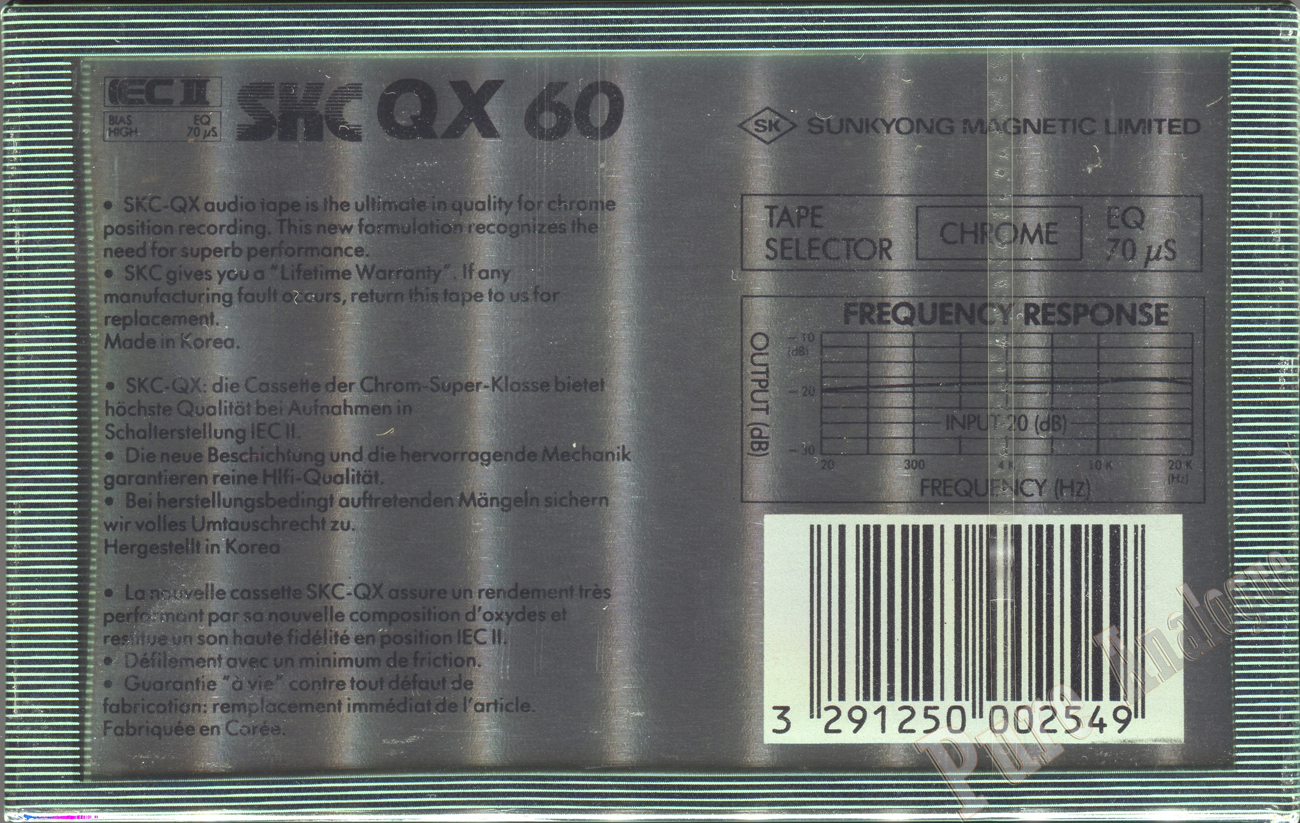 IEC II
BIAS HIGH
EQ 70 µS
SKC QX 60
• SKC-QX audio tape is the ultimate in quality for chrome
position recording. This new formulation recognizes the
need for superb performance.
• SKC gives you a "Lifetime Warranty". If any
manufacturing fault occurs, return this tape to us for
replacement.
Made in Korea.
• SKC-QX: die Cassette der Chrom-Super-Klasse bietet
höchste Qualität bei Aufnahmen in
Schalterstellung IEC II.
• Die neue Beschichtung und die hervorragende Mechanik
garantieren reine HIfi-Qualität.
• Bei herstellungsbedingt auftretenden Mängeln sichern
wir volles Umtauschrecht zu.
Hergestellt in Korea
• La nouvelle cassette SKC-QX assure un rendement très
performant par sa nouvelle composition d'oxydes et
restitue un son haute fidélité en position IEC II.
• Défilement avec un minimum de friction.
• Guarantie "à vie" contre tout défaut de
fabrication: remplacement immédiat de l'article.
Fabriquée en Corée.
SK SUNKYONG MAGNETIC LIMITED
TAPE
SELECTOR
CHROME
EQ
70 µS
FREQUENCY RESPONSE
OUTPUT (dB)
-10
(dB)
-20
INPUT 20 (dB)
-30
20 300 4 K 10 K 20 K
(Hz)
FREQUENCY (Hz)
3 291250 002549
Pure Analogue